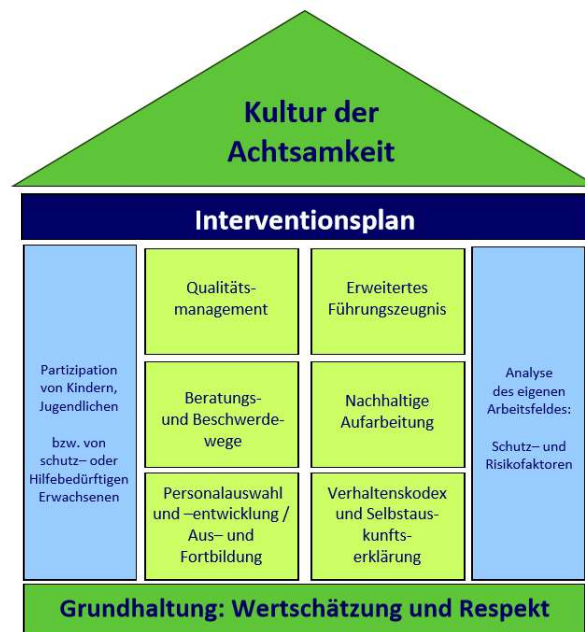 Kultur der
Achtsamkeit
Interventionsplan
Partizipation
von Kindern,
Jugendlichen
bzw. von
schutz– oder
Hilfebedürftigen
Erwachsenen
Qualitäts-
management
Erweitertes
Führungszeugnis
Beratungs-
und Beschwerde-
wege
Nachhaltige
Aufarbeitung
Personalauswahl
und –entwicklung /
Aus– und
Fortbildung
Verhaltenskodex
und Selbstaus-
kunfts-
erklärung
Analyse
des eigenen
Arbeitsfeldes:
Schutz– und
Risikofaktoren
Grundhaltung: Wertschätzung und Respekt